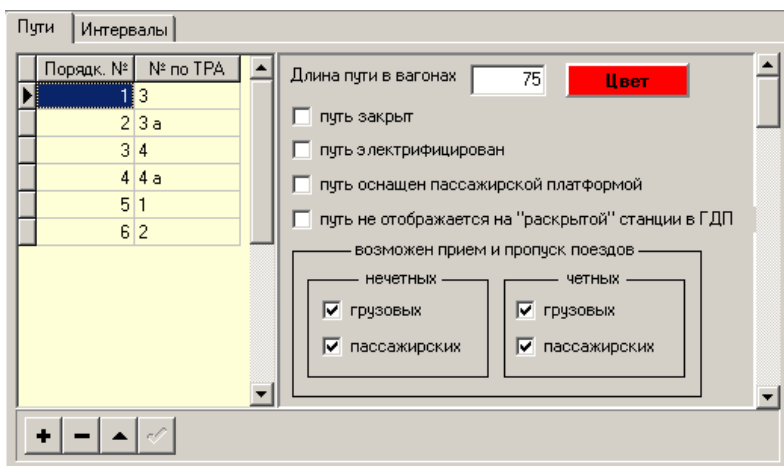 Пути Интервалы
Порядк. № № по ТРА
1 3
2 3 а
3 4
4 4 а
5 1
6 2
Длина пути в вагонах 75 Цвет
путь закрыт
путь электрифицирован
путь оснащен пассажирской платформой
путь не отображается на "раскрытой" станции в ГДП
возможен прием и пропуск поездов
нечетных четных
грузовых грузовых
пассажирских пассажирских